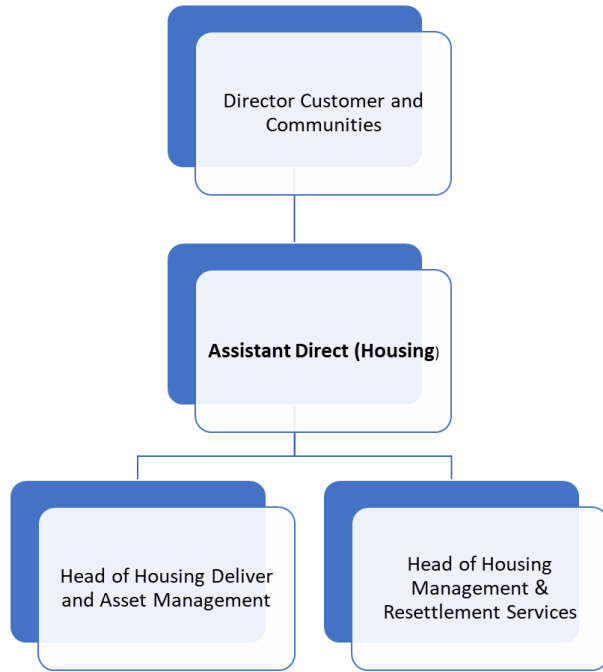 Director Customer and
Communities
Assistant Direct (Housing)
Head of Housing Deliver
and Asset Management
Head of Housing
Management &
Resettlement Services